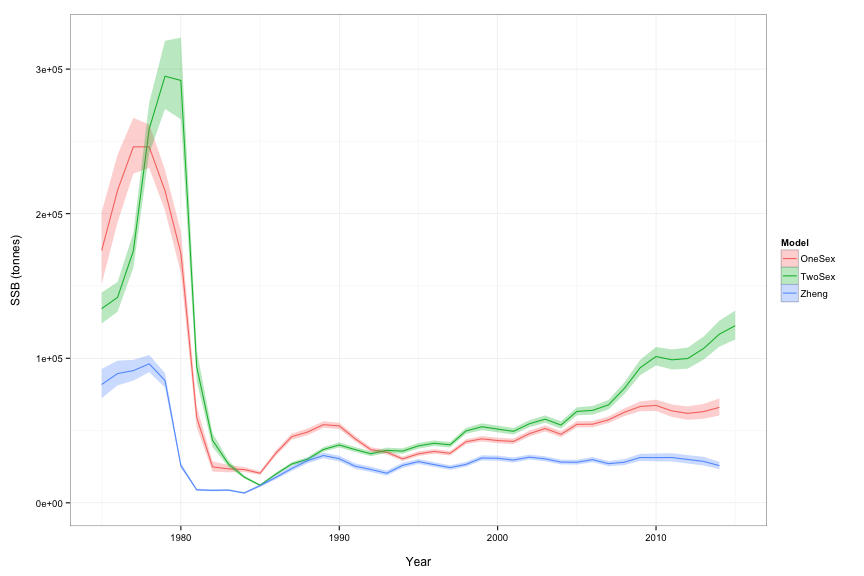 SSB (tonnes)
3e+05
2e+05
1e+05
0e+00
1980
1990
2000
2010
Year
Model
OneSex
TwoSex
Zheng